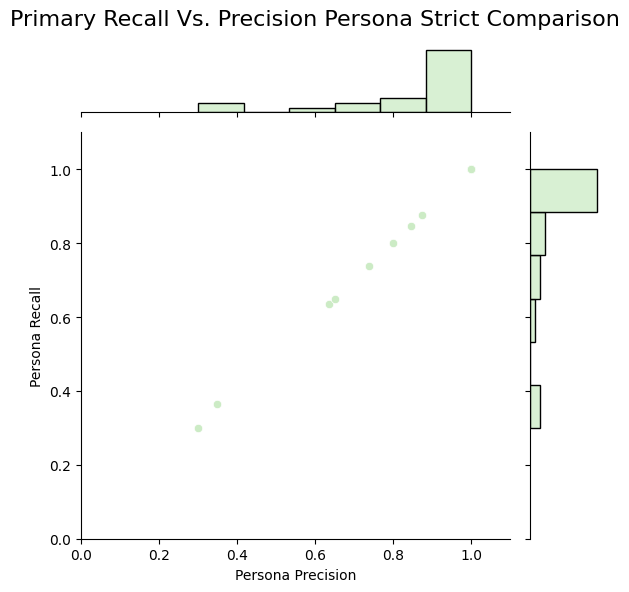 Primary Recall Vs. Precision Persona Strict Comparison
1.0
0.8
0.6
0.4
0.2
0.0
Persona Recall
0.0 0.2 0.4 0.6 0.8 1.0
Persona Precision